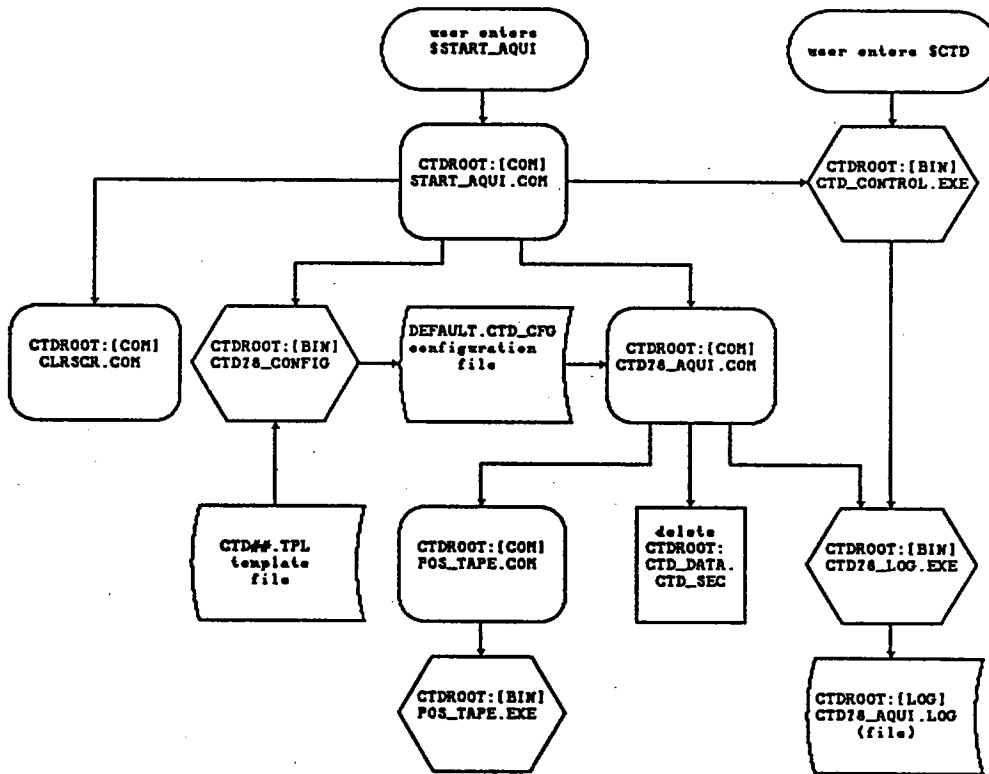 user enters
$START_AQUI
user enters $CTD
CTDROOT:[COM]
START_AQUI.COM
CTDROOT:[BIN]
CTD_CONTROL.EXE
CTDROOT:[COM]
CLRSCR.COM
CTDROOT:[BIN]
CTD78_CONFIG
DEFAULT.CTD_CFG
configuration
file
CTDROOT:[COM]
CTD78_AQUI.COM
CTD##.TPL
template
file
CTDROOT:[COM]
POS_TAPE.COM
delete
CTDROOT:
CTD_DATA.
CTD_SEC
CTDROOT:[BIN]
CTD78_LOG.EXE
CTDROOT:[BIN]
POS_TAPE.EXE
CTDROOT:[LOG]
CTD78_AQUI.LOG
(file)